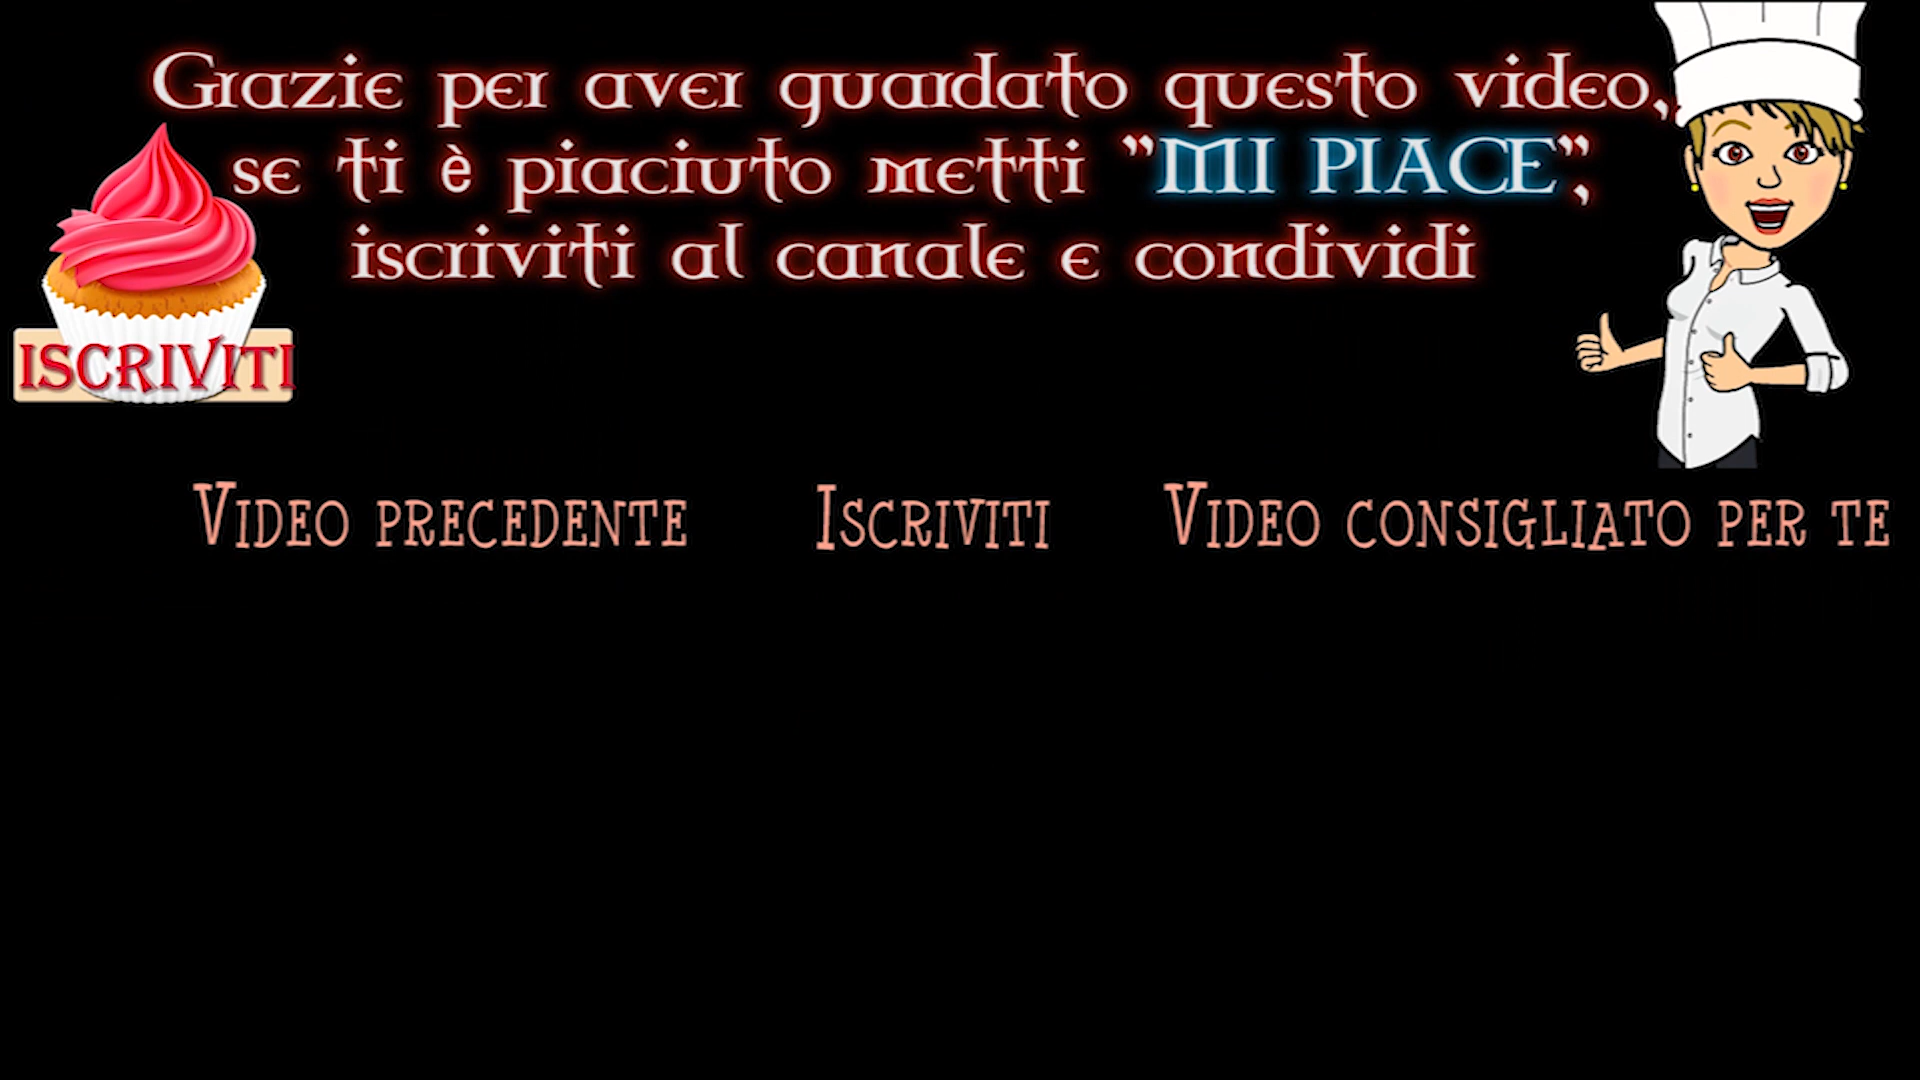 Grazie per aver guardato questo video,
se ti è piaciuto metti "MI PIACE",
iscriviti al canale e condividi
ISCRIVITI
Video precedente
Iscriviti
Video consigliato per te